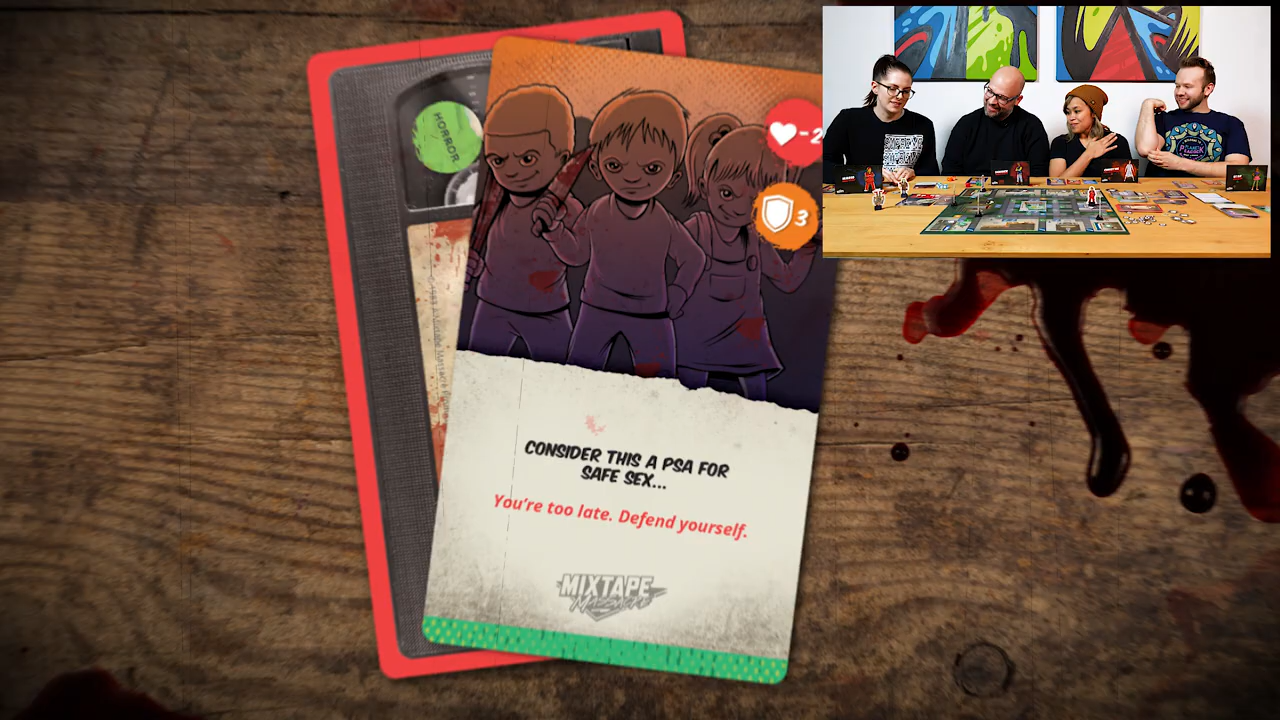 HORROR
-2
3
CONSIDER THIS A PSA FOR
SAFE SEX...
You're too late. Defend yourself.
MIXTAPE
Massacre